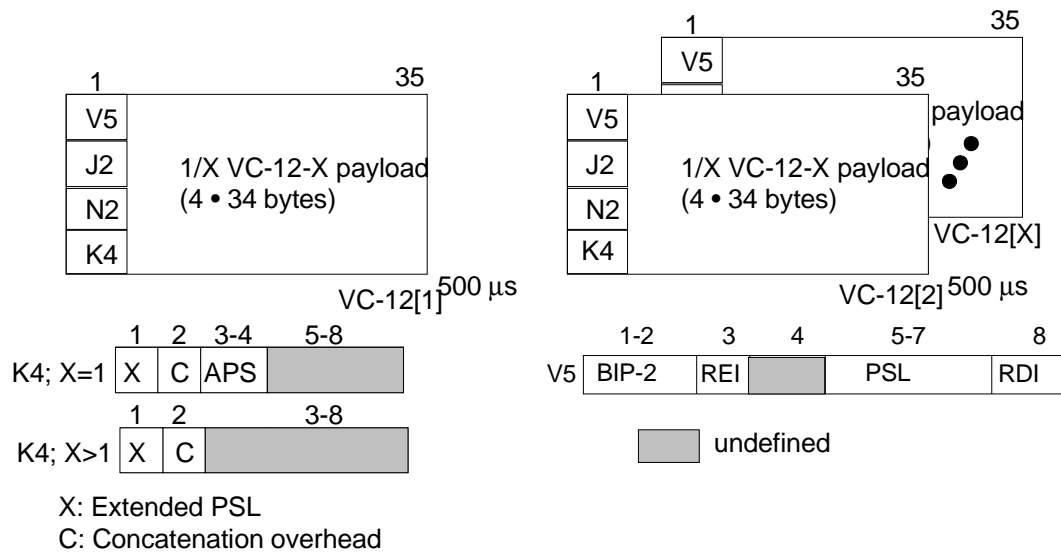 1 35
V5
J2
N2
K4
1/X VC-12-X payload
(4 • 34 bytes)
VC-12[1]
500 μs
1 35
V5
payload
VC-12[X]
1 35
V5
J2
N2
K4
1/X VC-12-X payload
(4 • 34 bytes)
VC-12[2]
500 μs
1 2 3-4 5-8
K4; X=1 X C APS
1 2 3-8
K4; X>1 X C
X: Extended PSL
C: Concatenation overhead
1-2 3 4 5-7 8
V5 BIP-2 REI PSL RDI
undefined